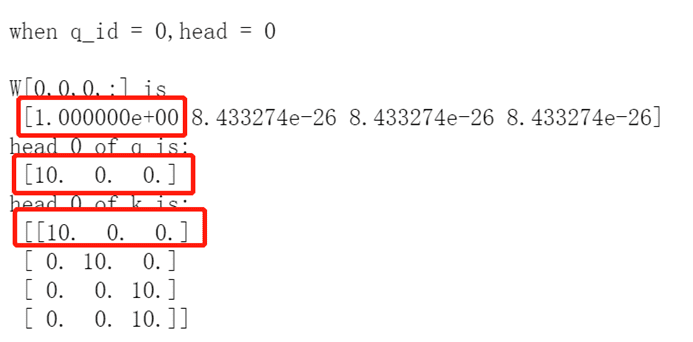 when q_id = 0,head = 0
W[0,0,0,:] is
[1.000000e+00 8.433274e-26 8.433274e-26 8.433274e-26]
head 0 of q is:
[10. 0. 0.]
head 0 of k is:
[[10. 0. 0.]
[ 0. 10. 0.]
[ 0. 0. 10.]
[ 0. 0. 10.]]